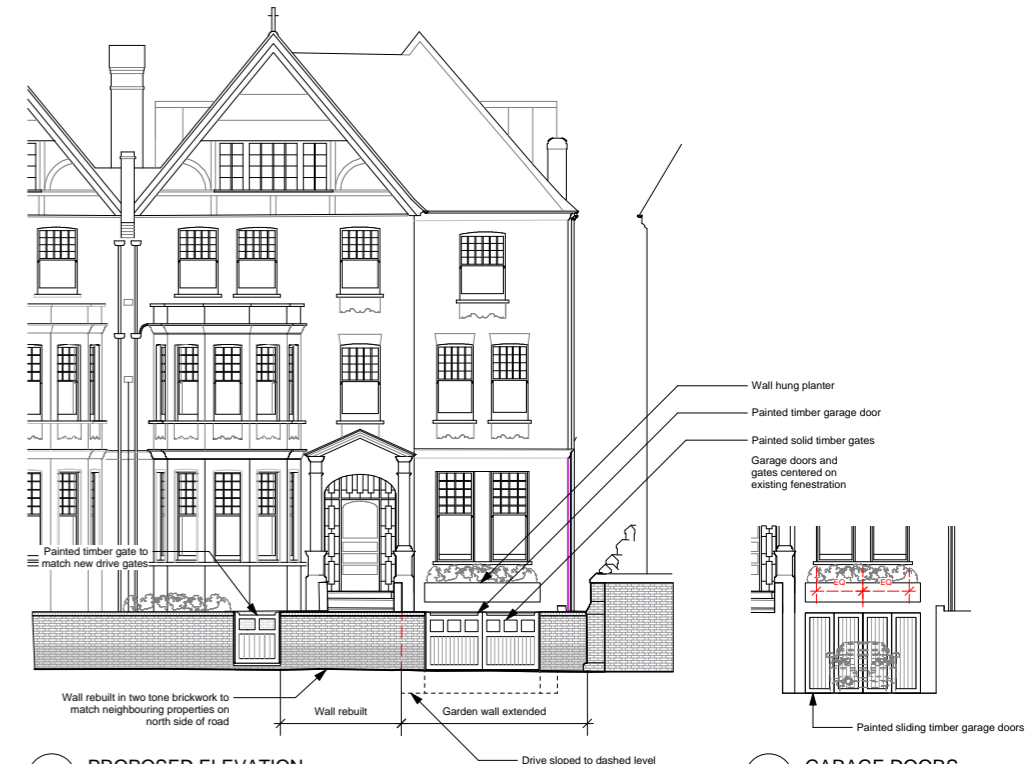 Wall hung planter
Painted timber garage door
Painted solid timber gates
Garage doors and
gates centered on
existing fenestration
Painted timber gate to
match new drive gates
EQ
EQ
Wall rebuilt in two tone brickwork to
match neighbouring properties on
north side of road
Wall rebuilt
Garden wall extended
Painted sliding timber garage doors
Drive sloped to dashed level
PROPOSED ELEVATION
GARAGE DOORS